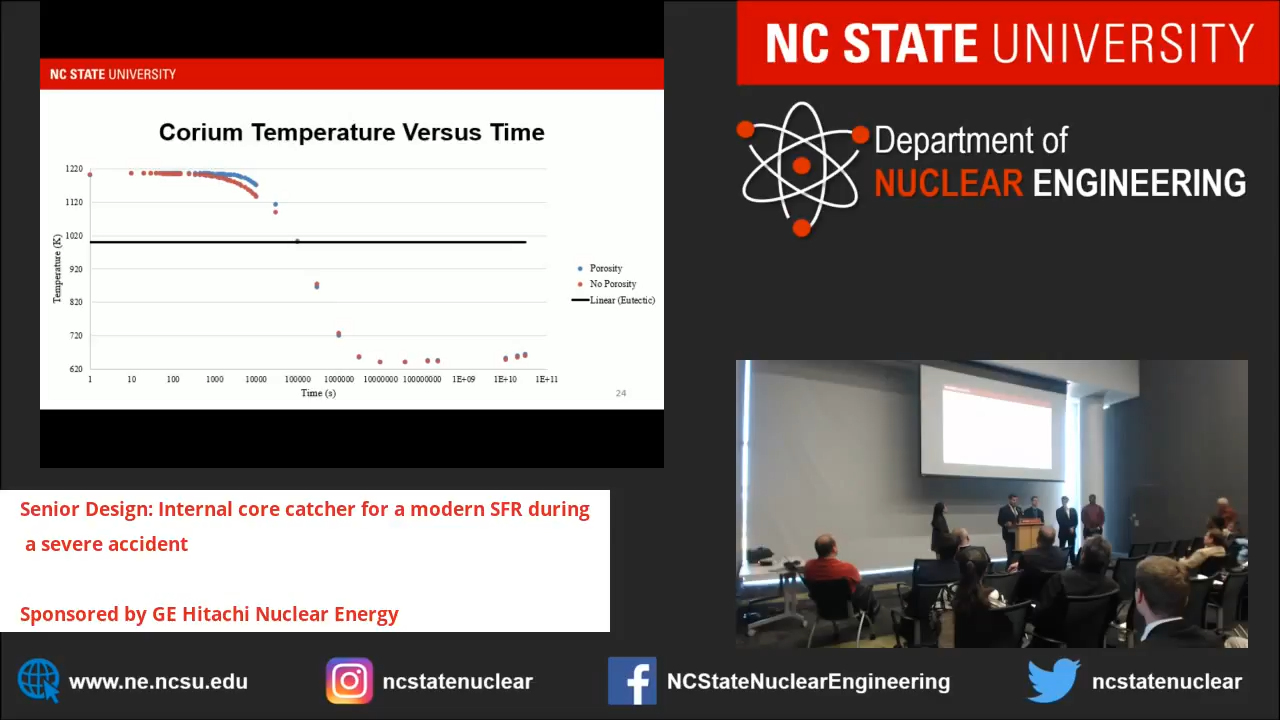 NC STATE UNIVERSITY
Corium Temperature Versus Time
1220
1120
1020
920
820
720
620
Temperature (K)
1 10 100 1000 10000 100000 1000000 10000000 100000000 1E+09 1E+10 1E+11
Time (s)
Porosity
No Porosity
Linear (Eutectic)
24
NC STATE UNIVERSITY
Department of
NUCLEAR ENGINEERING
Senior Design: Internal core catcher for a modern SFR during
a severe accident
Sponsored by GE Hitachi Nuclear Energy
www.ne.ncsu.edu
ncstatenuclear
NCStateNuclearEngineering
ncstatenuclear